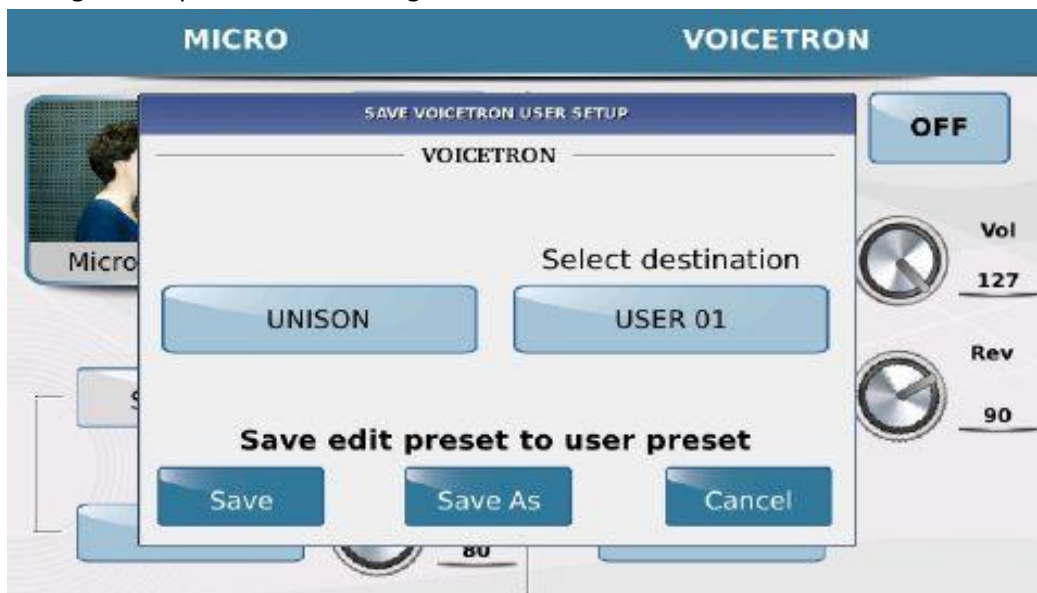 MICRO VOICETRON
SAVE VOICETRON USER SETUP
VOICETRON
OFF
Micro
Select destination
Vol
127
UNISON USER 01
Rev
90
S
Save edit preset to user preset
Save Save As Cancel
80